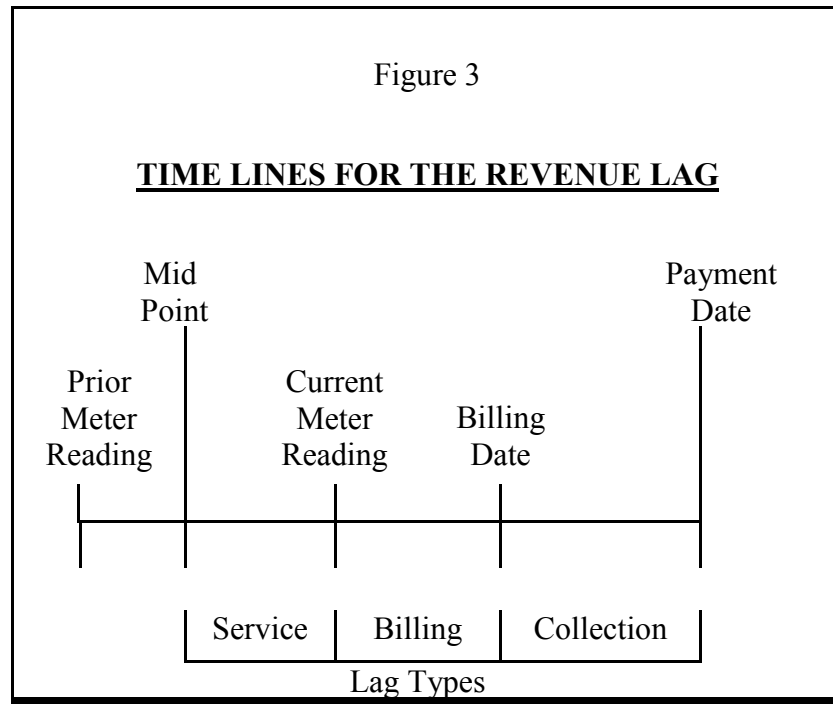 Figure 3
TIME LINES FOR THE REVENUE LAG
Mid
Point
Payment
Date
Prior
Meter
Reading
Current
Meter
Reading
Billing
Date
Service
Billing
Collection
Lag Types